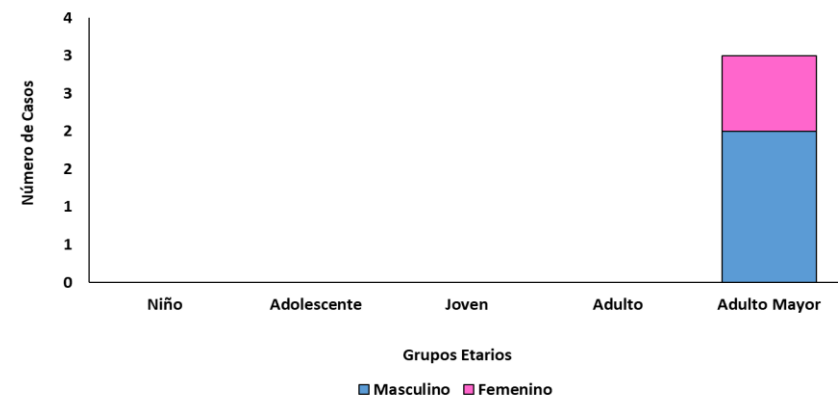 4
3
3
2
2
1
1
0
Número de Casos
Niño Adolescente Joven Adulto Adulto Mayor
Grupos Etarios
Masculino Femenino